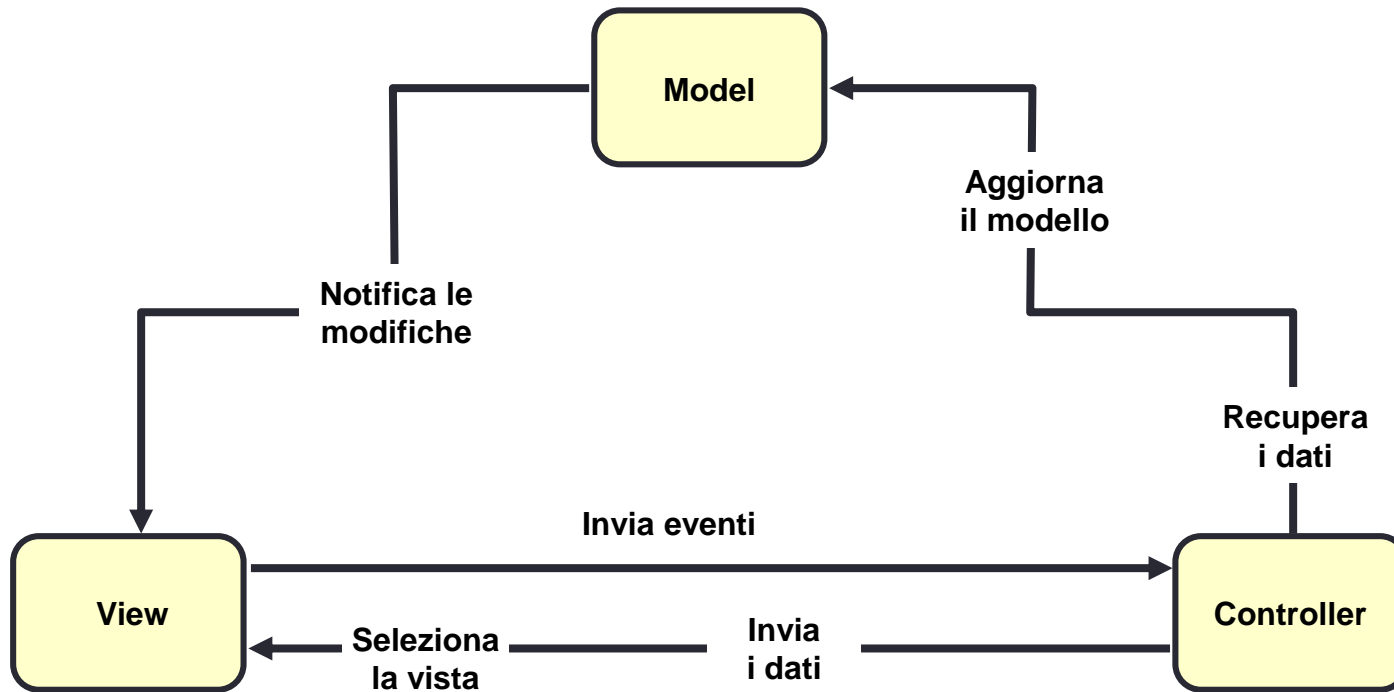 Model
Aggiorna
il modello
Notifica le
modifiche
Recupera
i dati
Invia eventi
View
Controller
Seleziona
la vista
Invia
i dati